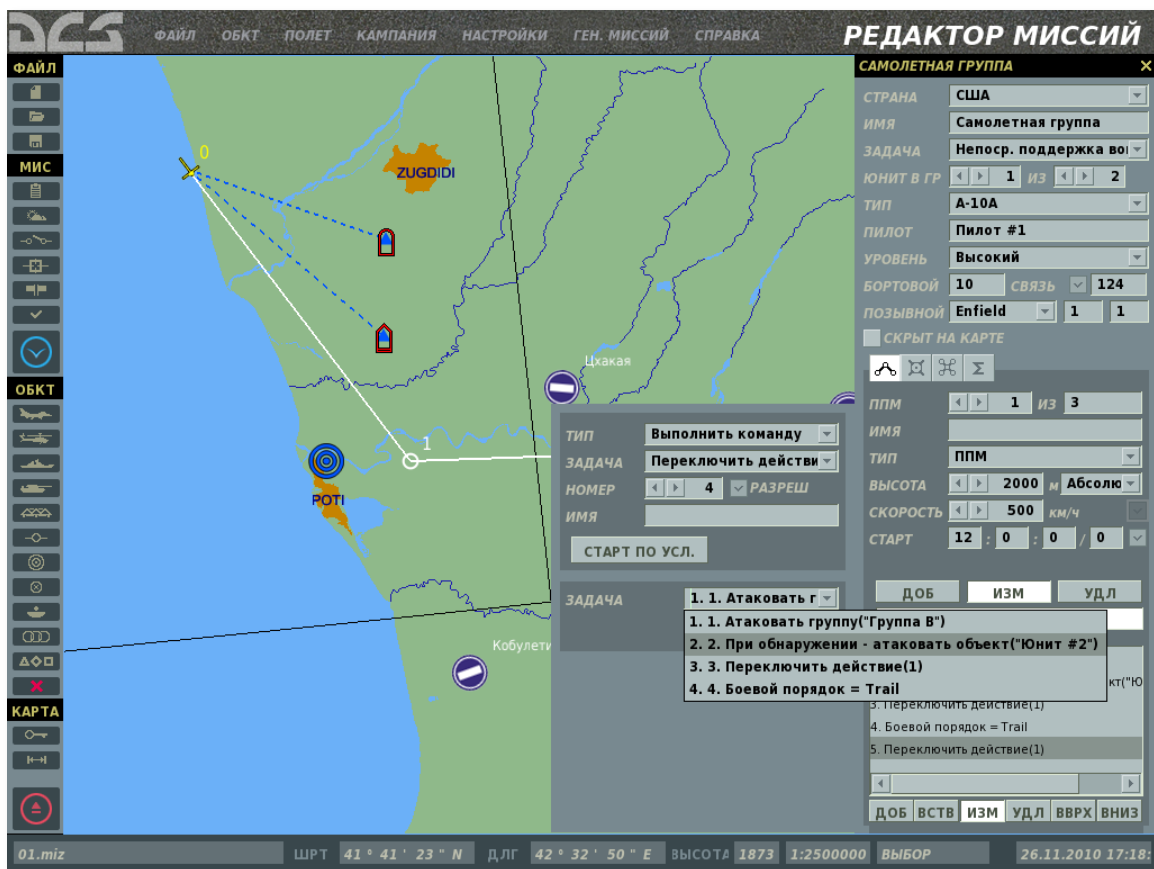 DCS
ФАЙЛ ОБКТ ПОЛЕТ КАМПАНИЯ НАСТРОЙКИ ГЕН. МИССИЙ СПРАВКА
РЕДАКТОР МИССИЙ
ФАЙЛ
МИС
ОБКТ
КАРТА
0
ZUGDIDI
Цхакая
1
POTI
Кобулети
ТИП Выполнить команду
ЗАДАЧА Переключить действи
НОМЕР 4 РАЗРЕШ
ИМЯ
СТАРТ ПО УСЛ.
ЗАДАЧА 1. 1. Атаковать г
1. 1. Атаковать группу("Группа В")
2. 2. При обнаружении - атаковать объект("Юнит #2")
3. 3. Переключить действие(1)
4. 4. Боевой порядок = Trail
САМОЛЕТНАЯ ГРУППА
СТРАНА США
ИМЯ Самолетная группа
ЗАДАЧА Непоср. поддержка во
ЮНИТ В ГР 1 ИЗ 2
ТИП A-10A
ПИЛОТ Пилот #1
УРОВЕНЬ Высокий
БОРТОВОЙ 10 СВЯЗЬ 124
ПОЗЫВНОЙ Enfield 1 1
СКРЫТ НА КАРТЕ
Σ
ППМ 1 ИЗ 3
ИМЯ
ТИП ППМ
ВЫСОТА 2000 м Абсолю
СКОРОСТЬ 500 км/ч
СТАРТ 12 : 0 : 0 / 0
ДОБ ИЗМ УДЛ
кт("Ю
3. Переключить действие(1)
4. Боевой порядок = Trail
5. Переключить действие(1)
ДОБ ВСТВ ИЗМ УДЛ ВВРХ ВНИЗ
01.miz ШРТ 41 ° 41 ' 23 " N ДЛГ 42 ° 32 ' 50 " E ВЫСОТА 1873 1:2500000 ВЫБОР 26.11.2010 17:18: